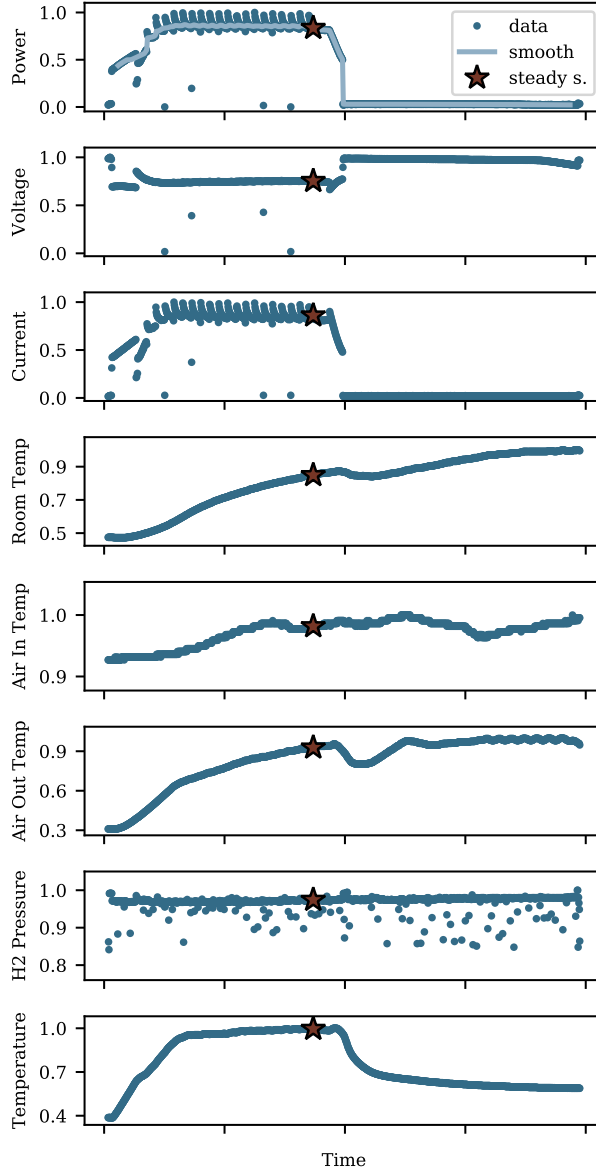 Power
1.0
0.5
0.0
data
smooth
steady s.
Voltage
1.0
0.5
0.0
Current
1.0
0.5
0.0
Room Temp
0.9
0.7
0.5
Air In Temp
1.0
0.9
Air Out Temp
0.9
0.6
0.3
H2 Pressure
1.0
0.9
0.8
Temperature
1.0
0.7
0.4
Time